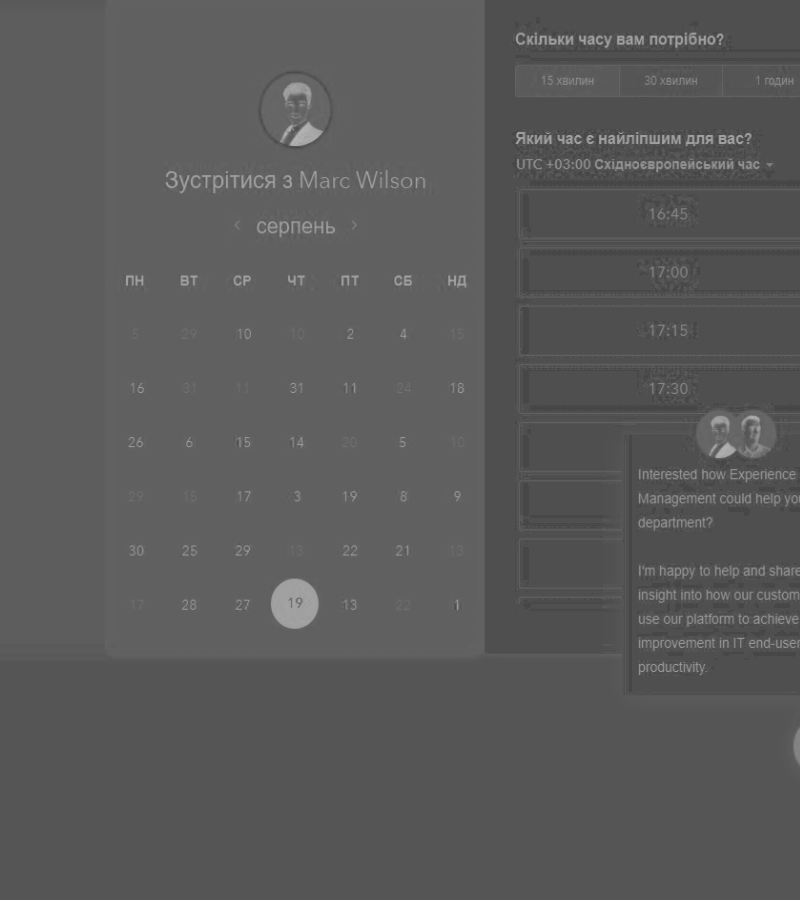 Зустрітися з Marc Wilson
серпень
ПН ВТ СР ЧТ ПТ СБ НД
5 29 10 10 2 4 15
16 31 11 31 11 24 18
26 6 15 14 20 5 10
29 15 17 3 19 8 9
30 25 29 13 22 21 13
17 28 27 19 13 22 1
Скільки часу вам потрібно?
15 хвилин 30 хвилин 1 годин
Який час є найліпшим для вас?
UTC +03:00 Східноєвропейський час
16:45
17:00
17:15
17:30
Interested how Experience
Management could help you
department?
I'm happy to help and share
insight into how our custom
use our platform to achieve
improvement in IT end-user
productivity.